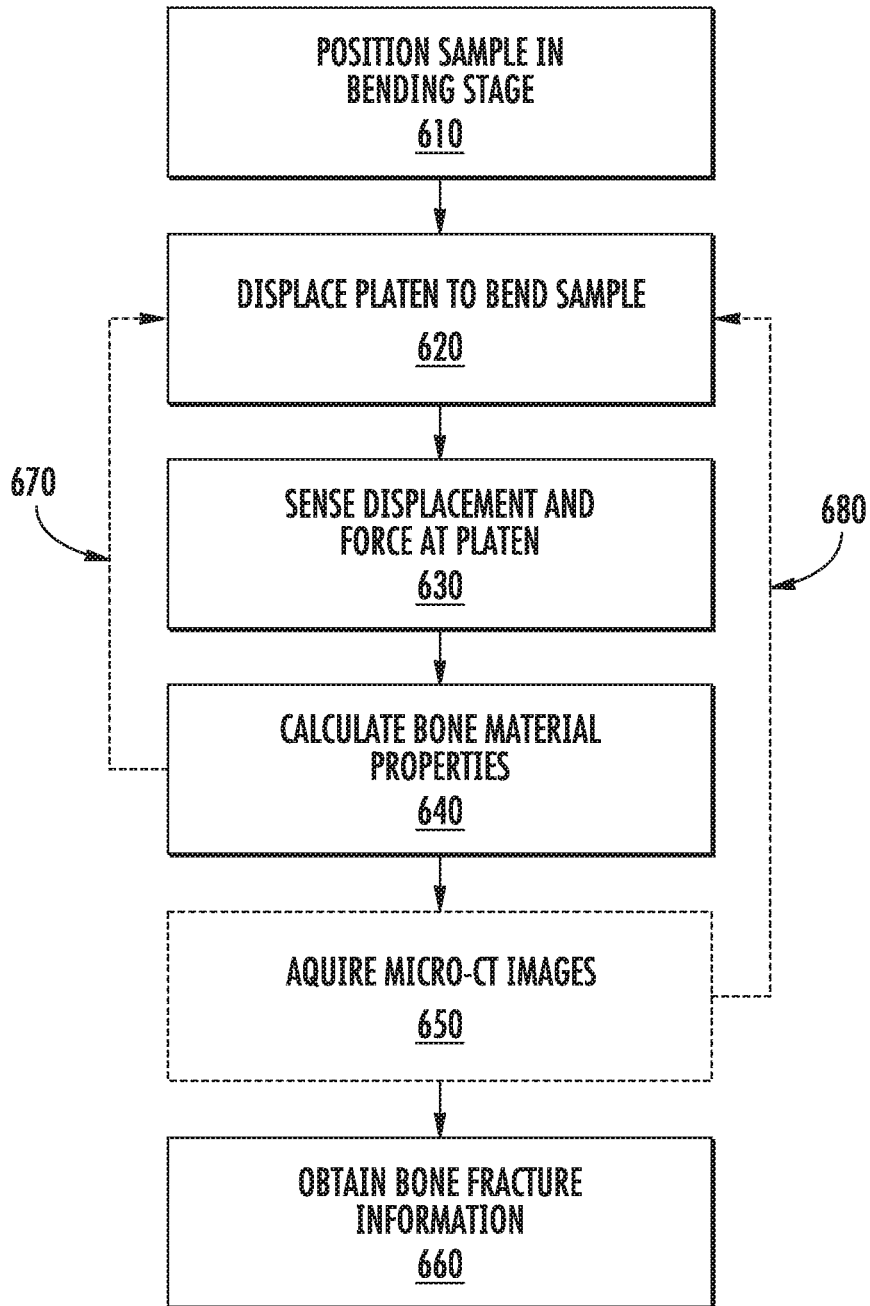 POSITION SAMPLE IN
BENDING STAGE
610
DISPLACE PLATEN TO BEND SAMPLE
620
670
SENSE DISPLACEMENT AND
FORCE AT PLATEN
630
680
CALCULATE BONE MATERIAL
PROPERTIES
640
AQUIRE MICRO-CT IMAGES
650
OBTAIN BONE FRACTURE
INFORMATION
660